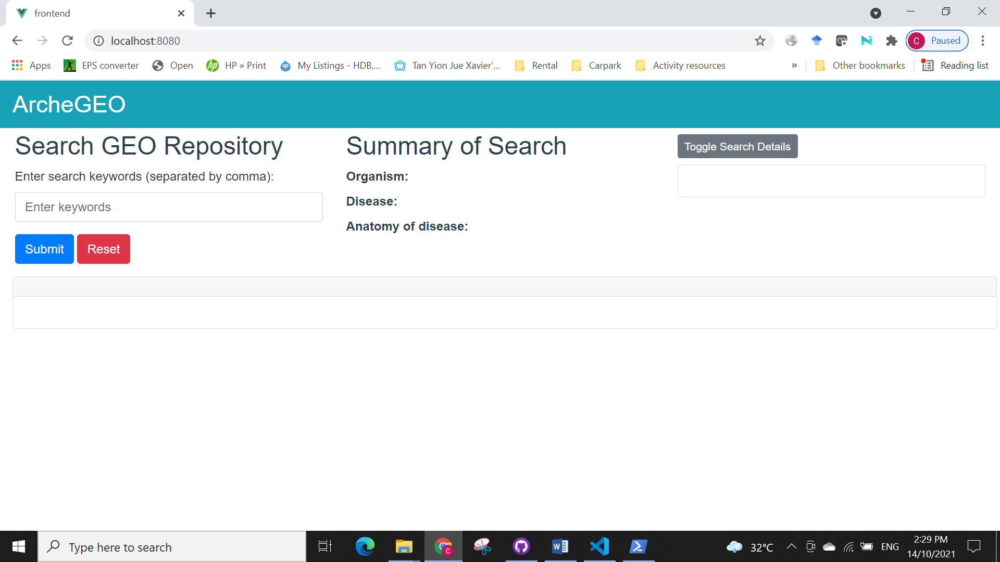 frontend
localhost:8080
Paused
Apps
EPS converter
Open
HP » Print
My Listings - HDB,...
Tan Yion Jue Xavier'...
Rental
Carpark
Activity resources
»
Other bookmarks
Reading list
ArcheGEO
Search GEO Repository
Enter search keywords (separated by comma):
Enter keywords
Submit
Reset
Summary of Search
Organism:
Disease:
Anatomy of disease:
Toggle Search Details
Type here to search
32°C
ENG
2:29 PM
14/10/2021